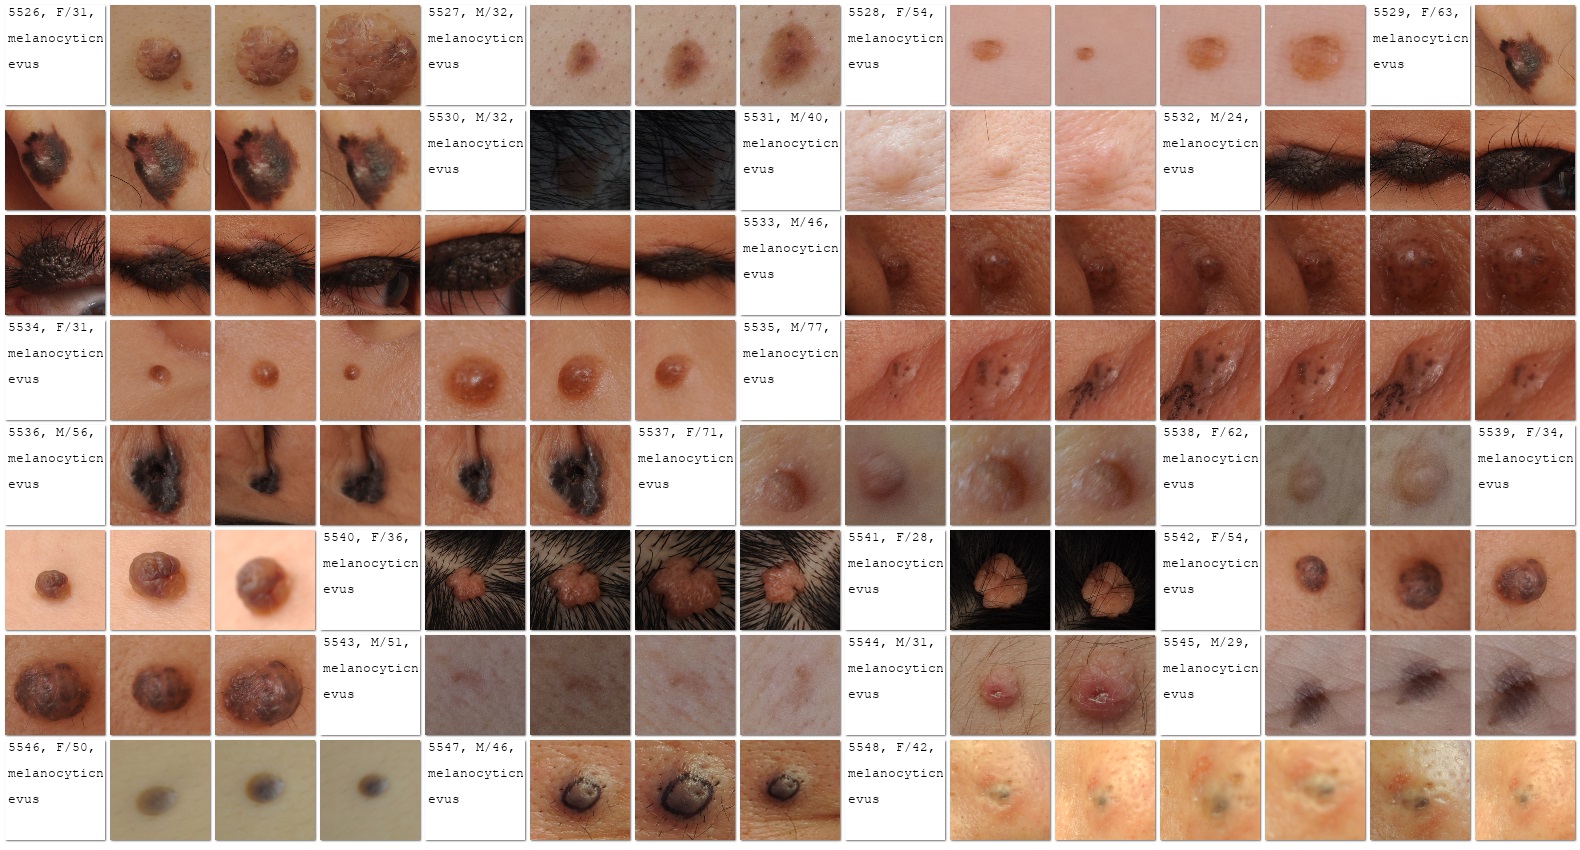 5526, F/31,
melanocyticn
evus
5527, M/32,
melanocyticn
evus
5528, F/54,
melanocyticn
evus
5529, F/63,
melanocyticn
evus
5530, M/32,
melanocyticn
evus
5531, M/40,
melanocyticn
evus
5532, M/24,
melanocyticn
evus
5533, M/46,
melanocyticn
evus
5534, F/31,
melanocyticn
evus
5535, M/77,
melanocyticn
evus
5536, M/56,
melanocyticn
evus
5537, F/71,
melanocyticn
evus
5538, F/62,
melanocyticn
evus
5539, F/34,
melanocyticn
evus
5540, F/36,
melanocyticn
evus
5541, F/28,
melanocyticn
evus
5542, F/54,
melanocyticn
evus
5543, M/51,
melanocyticn
evus
5544, M/31,
melanocyticn
evus
5545, M/29,
melanocyticn
evus
5546, F/50,
melanocyticn
evus
5547, M/46,
melanocyticn
evus
5548, F/42,
melanocyticn
evus